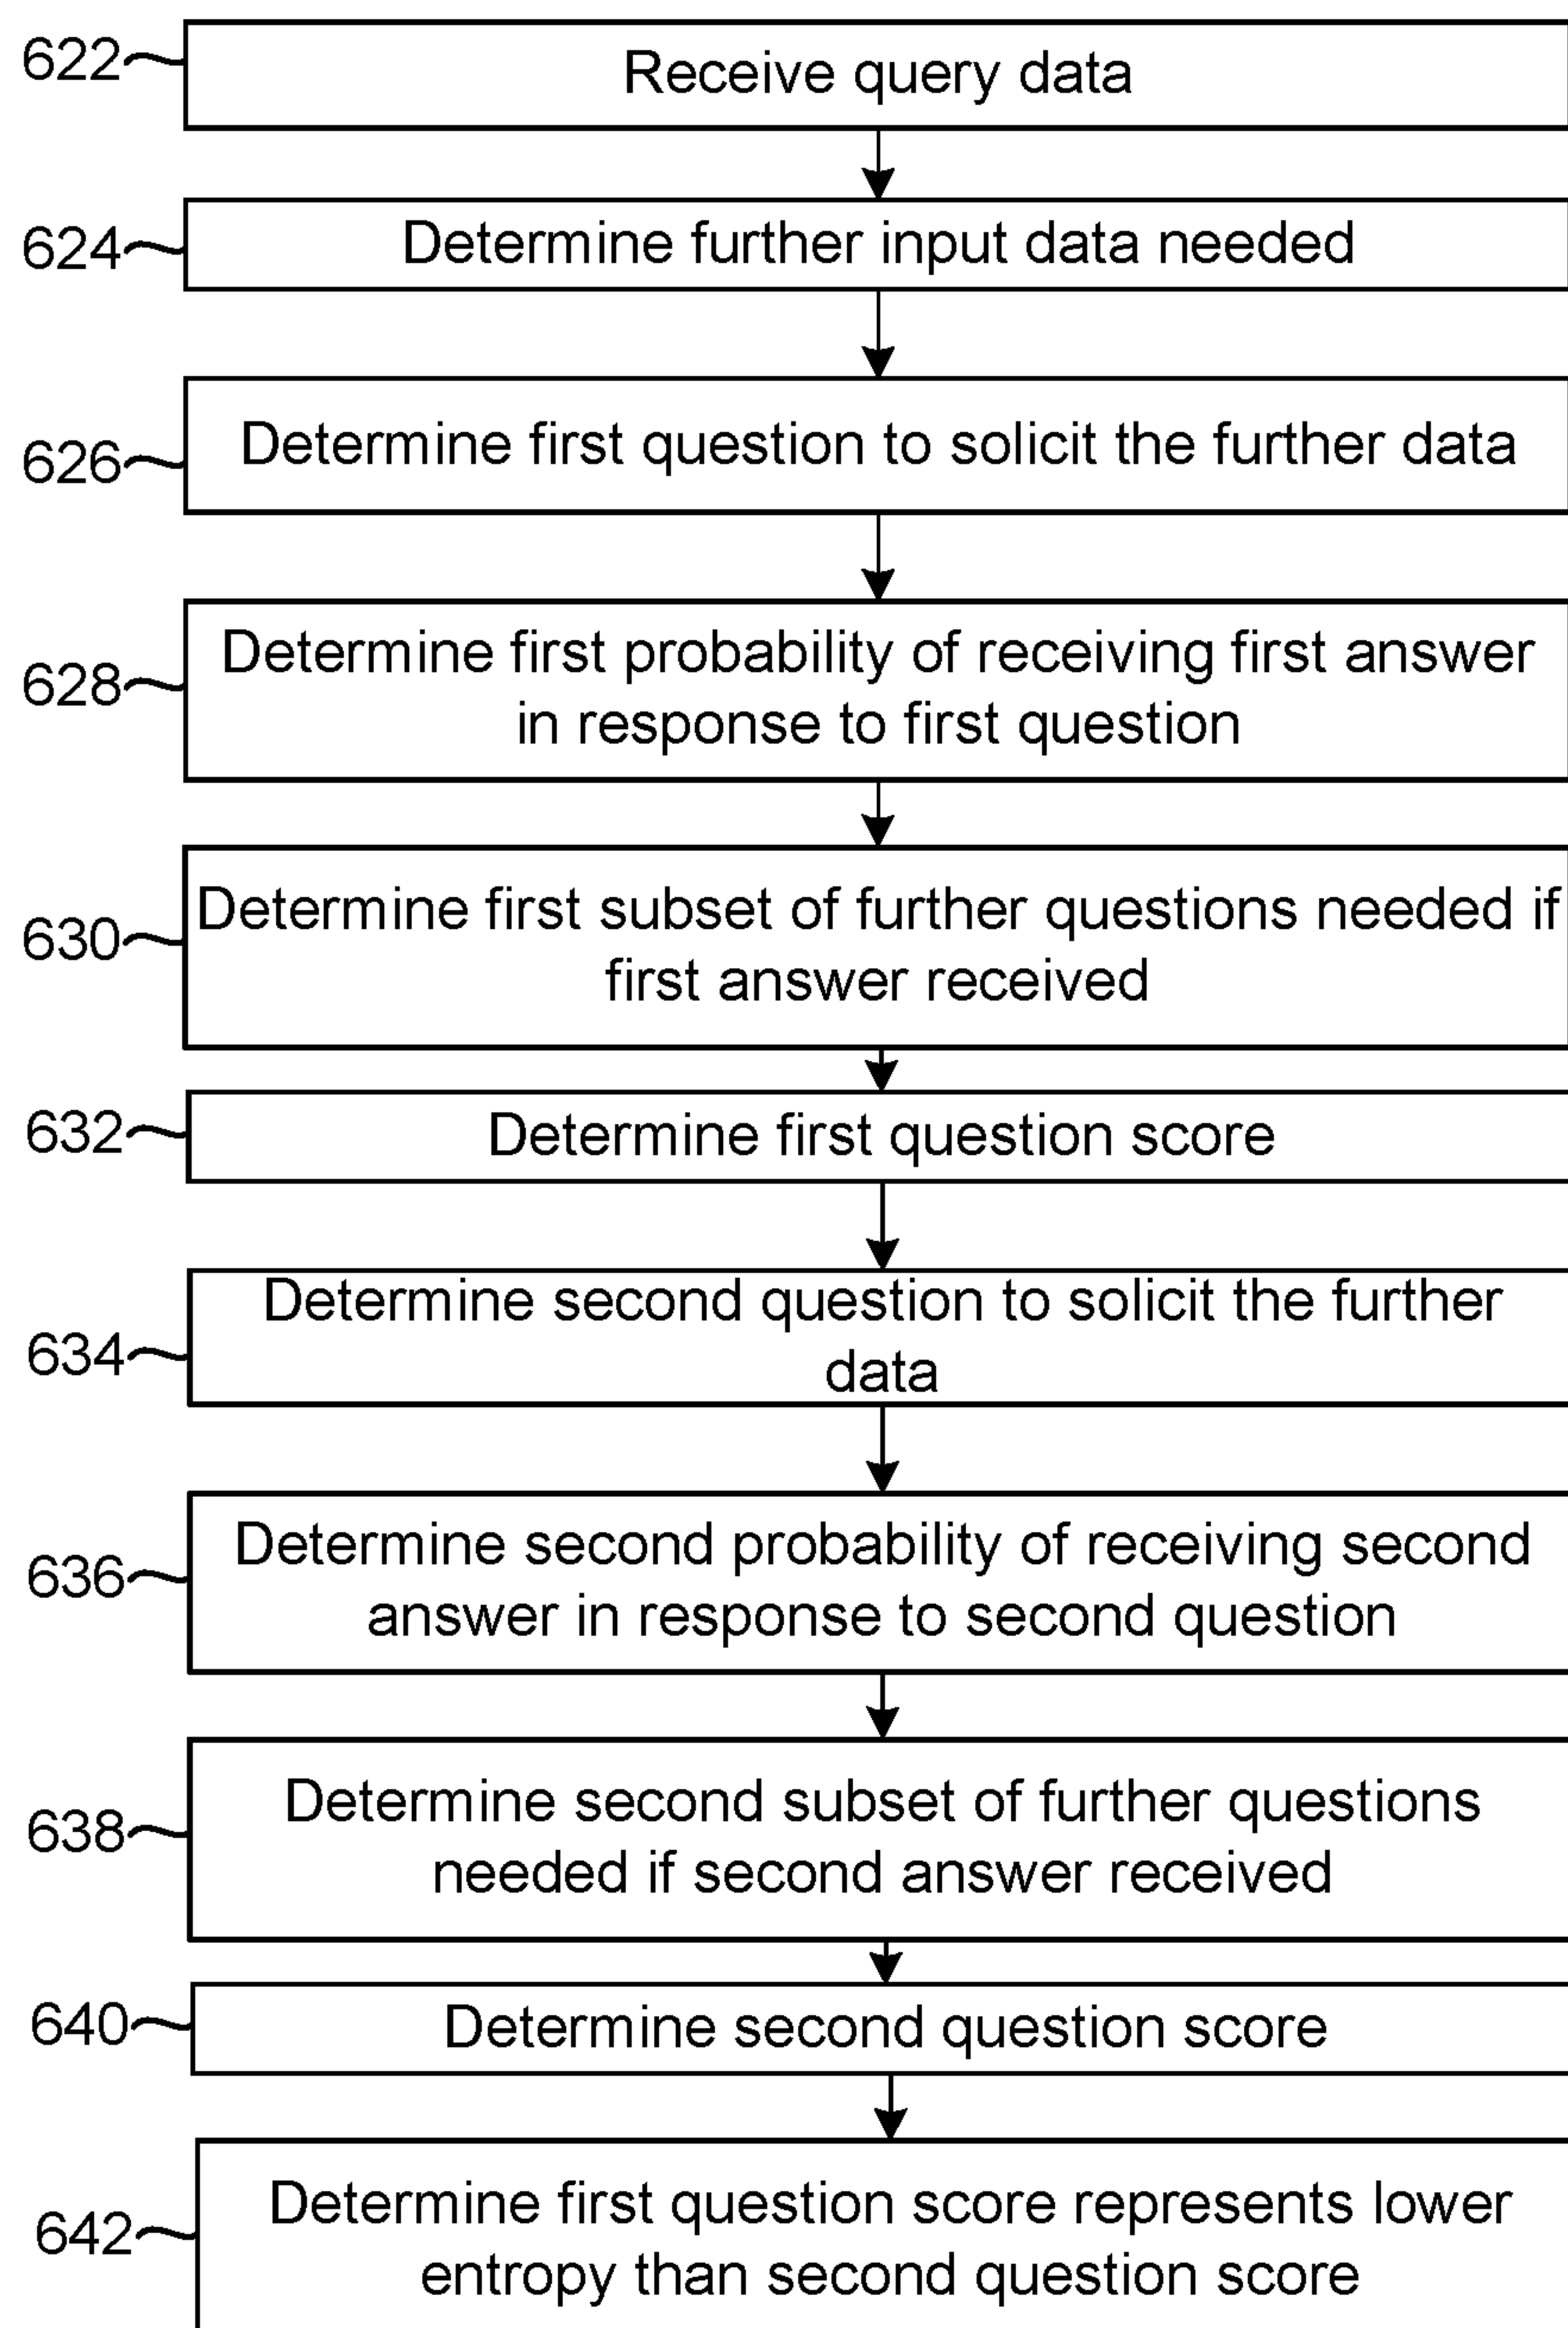 622
Receive query data
624
Determine further input data needed
626
Determine first question to solicit the further data
628
Determine first probability of receiving first answer
in response to first question
630
Determine first subset of further questions needed if
first answer received
632
Determine first question score
634
Determine second question to solicit the further
data
636
Determine second probability of receiving second
answer in response to second question
638
Determine second subset of further questions
needed if second answer received
640
Determine second question score
642
Determine first question score represents lower
entropy than second question score